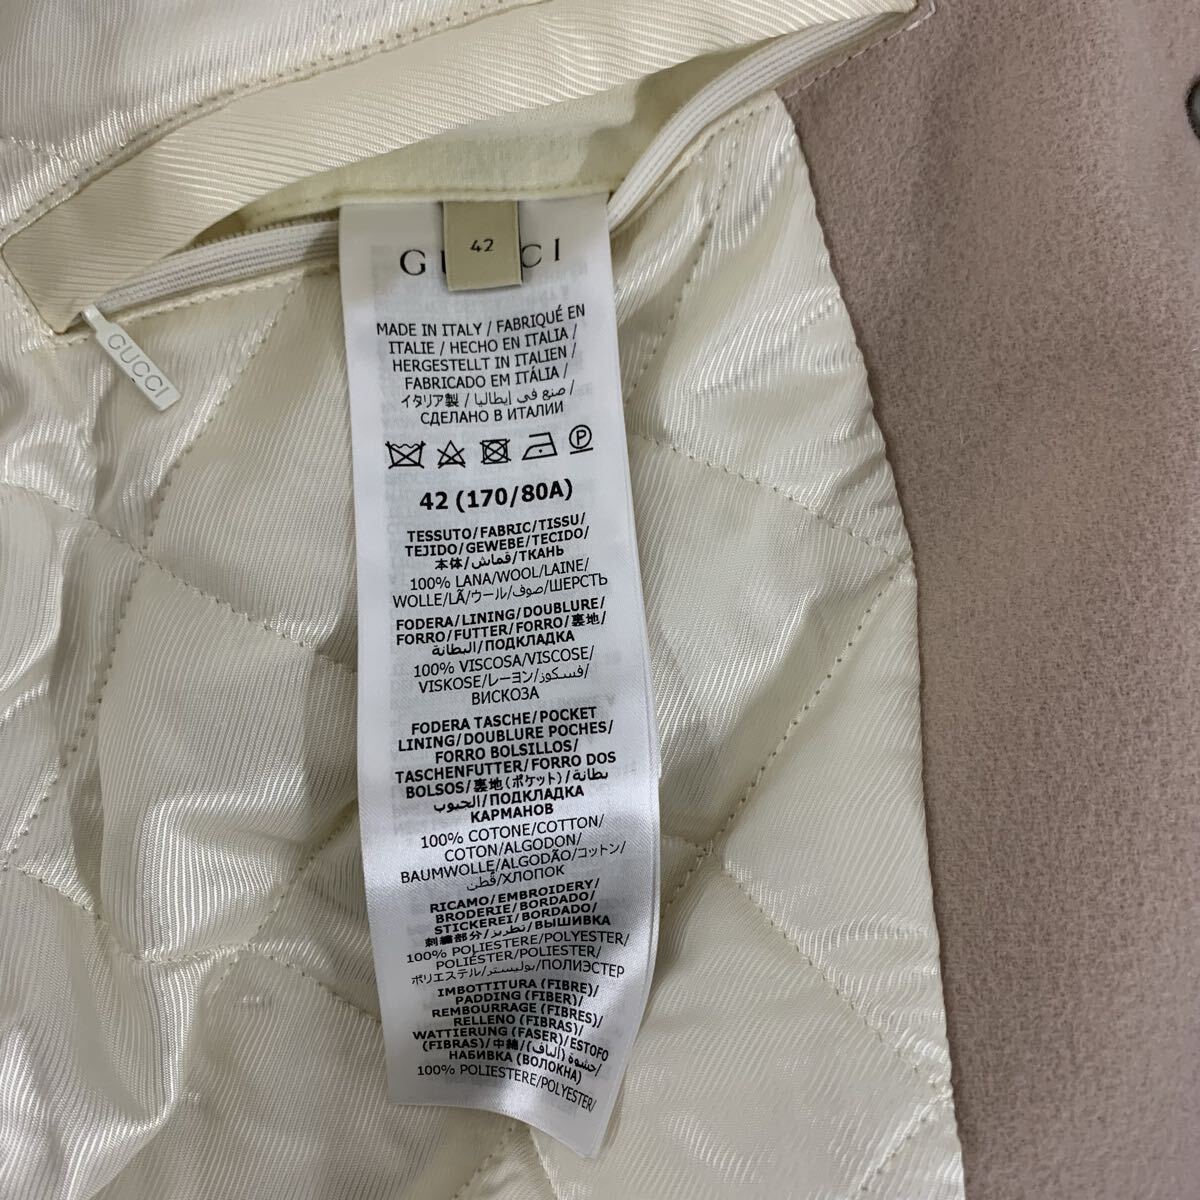 42
GUCCI
GUCCI
MADE IN ITALY / FABRIQUÉ EN
ITALIE / HECHO EN ITALIA /
HERGESTELLT IN ITALIEN /
FABRICADO EM ITÁLIA /
イタリア製 / صنع في إيطاليا /
СДЕЛАНО В ИТАЛИИ
P
42 (170/80A)
TESSUTO/FABRIC/TISSU/
TEJIDO/GEWEBE/TECIDO/
本体/قماش/ТКАНЬ
100% LANA/WOOL/LAINE/
WOLLE/LÃ/ウール/صوف/ШЕРСТЬ
FODERA/LINING/DOUBLURE/
FORRO/FUTTER/FORRO/裏地/
البطانة/ПОДКЛАДКА
100% VISCOSA/VISCOSE/
VISKOSE/レーヨン/فسكوز/
ВИСКОЗА
FODERA TASCHE/POCKET
LINING/DOUBLURE POCHES/
FORRO BOLSILLOS/
TASCHENFUTTER/FORRO DOS
BOLSOS/裏地(ポケット)/بطانة
الجيوب/ПОДКЛАДКА
КАРМАНОВ
100% COTONE/COTTON/
COTON/ALGODON/
BAUMWOLLE/ALGODÃO/コットン/
قطن/ХЛОПОК
RICAMO/EMBROIDERY/
BRODERIE/BORDADO/
STICKEREI/BORDADO/
刺繍部分/تطريز/ВЫШИВКА
100% POLIESTERE/POLYESTER/
POLIÉSTER/POLIESTER/
ポリエステル/بوليستر/ПОЛИЭСТЕР
IMBOTTITURA (FIBRE)/
PADDING (FIBER)/
REMBOURRAGE (FIBRES)/
RELLENO (FIBRAS)/
WATTIERUNG (FASER)/ESTOFO
(FIBRAS)/中綿/حشوة (ألياف)/
НАБИВКА (ВОЛОКНА)
100% POLIESTERE/POLYESTER/